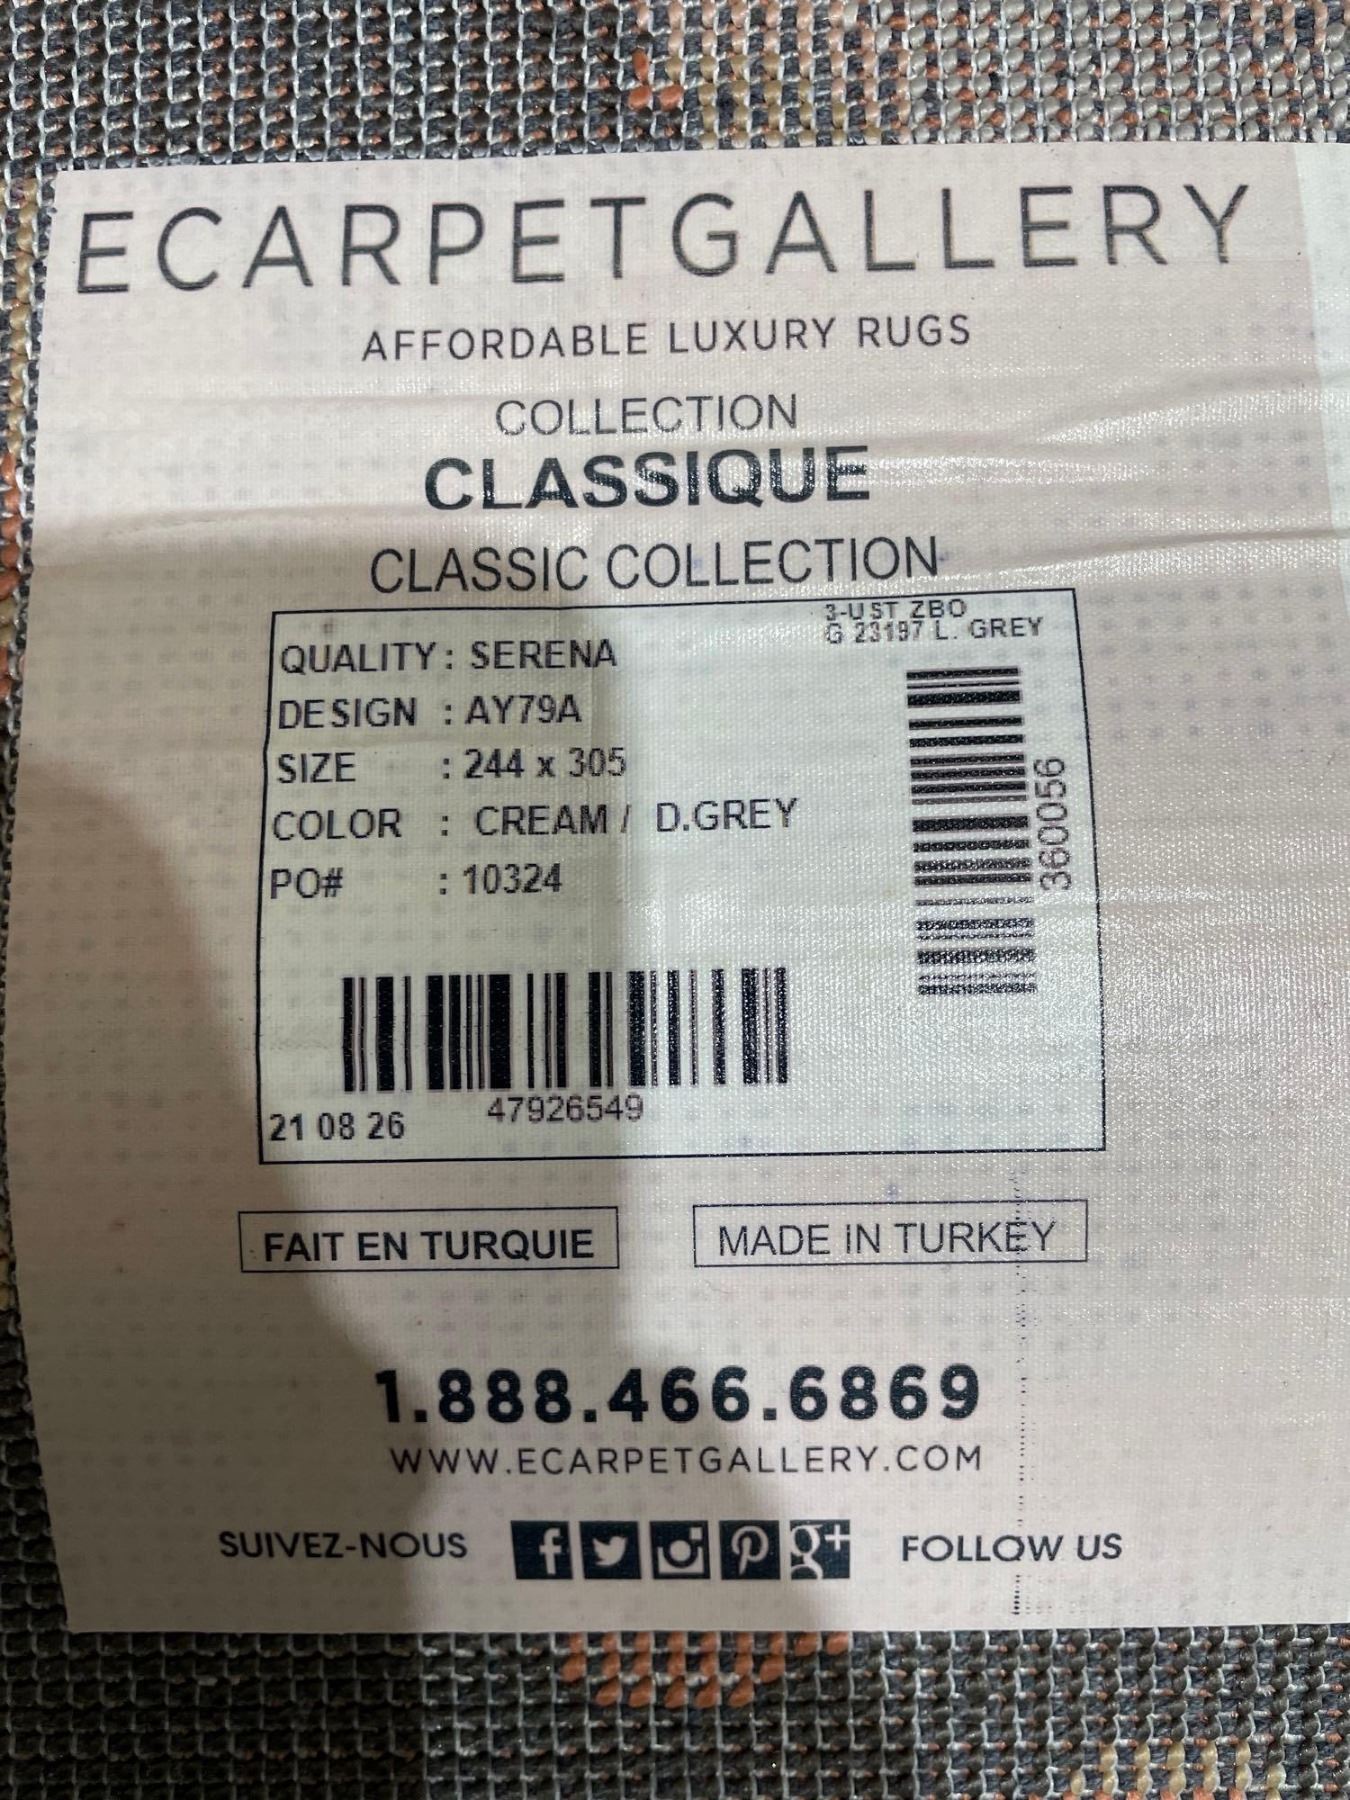 ECARPETGALLERY
AFFORDABLE LUXURY RUGS
COLLECTION
CLASSIQUE
CLASSIC COLLECTION
3-UST ZBO
G 23197 L. GREY
QUALITY : SERENA
DESIGN : AY79A
SIZE : 244 x 305
COLOR : CREAM / D.GREY
PO# : 10324
360056
47926549
21 08 26
FAIT EN TURQUIE
MADE IN TURKEY
1.888.466.6869
WWW.ECARPETGALLERY.COM
SUIVEZ-NOUS f g+ FOLLOW US